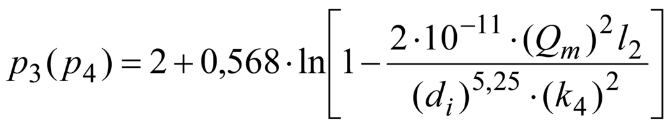 p₃(p₄) = 2 + 0,568 · ln[1 − (2·10⁻¹¹·(Qₘ)² l₂) / ((dᵢ)⁵,²⁵·(k₄)²)]